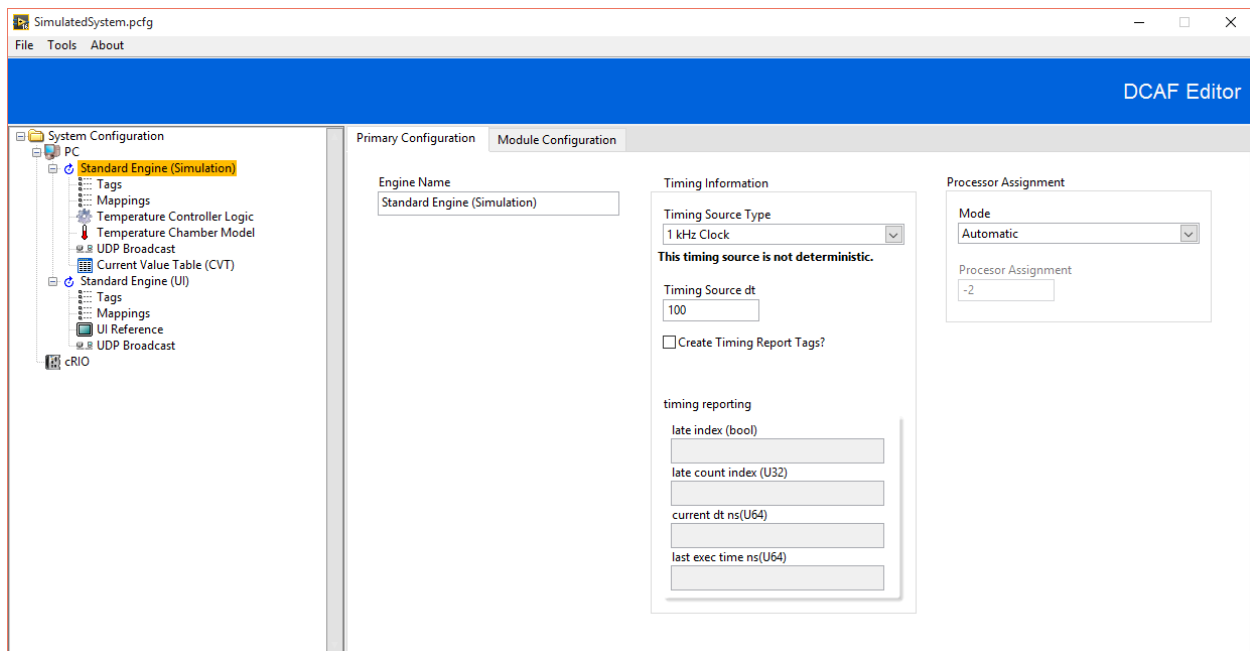 SimulatedSystem.pcfg
File Tools About
DCAF Editor
System Configuration
PC
Standard Engine (Simulation)
Tags
Mappings
Temperature Controller Logic
Temperature Chamber Model
UDP Broadcast
Current Value Table (CVT)
Standard Engine (UI)
Tags
Mappings
UI Reference
UDP Broadcast
cRIO
Primary Configuration
Module Configuration
Engine Name
Standard Engine (Simulation)
Timing Information
Timing Source Type
1 kHz Clock
This timing source is not deterministic.
Timing Source dt
100
Create Timing Report Tags?
timing reporting
late index (bool)
late count index (U32)
current dt ns(U64)
last exec time ns(U64)
Processor Assignment
Mode
Automatic
Procesor Assignment
-2